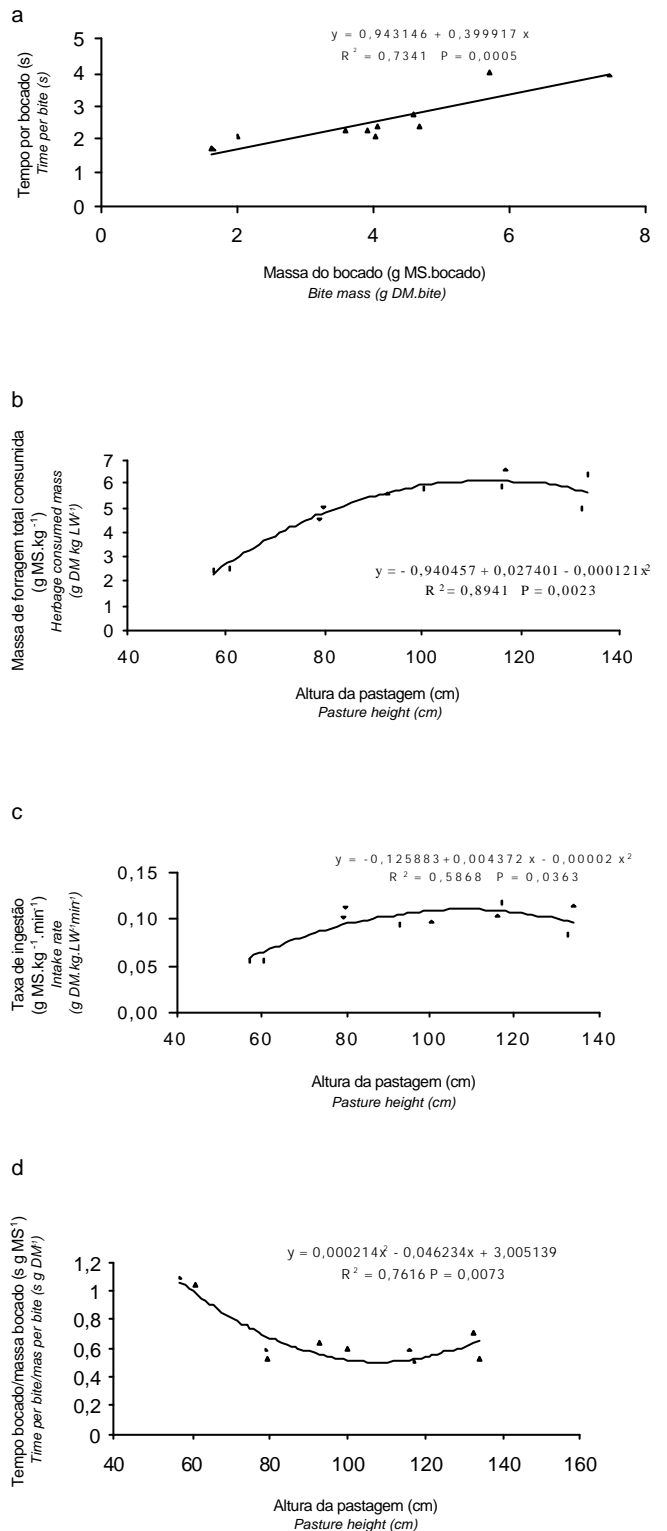 a
y = 0,943146 + 0,399917 x
R² = 0,7341 P = 0,0005
Tempo por bocado (s)
Time per bite (s)
5
4
3
2
1
0
0 2 4 6 8
Massa do bocado (g MS.bocado)
Bite mass (g DM.bite)
b
Massa de forragem total consumida
(g MS.kg⁻¹)
Herbage consumed mass
(g DM kg LW⁻¹)
7
6
5
4
3
2
1
0
y = - 0,940457 + 0,027401 - 0,000121x²
R² = 0,8941 P = 0,0023
40 60 80 100 120 140
Altura da pastagem (cm)
Pasture height (cm)
c
y = -0,125883+0,004372 x - 0,00002 x²
R² = 0,5868 P = 0,0363
Taxa de ingestão
(g MS.kg⁻¹.min⁻¹)
Intake rate
(g DM.kg.LW⁻¹min⁻¹)
0,15
0,10
0,05
0,00
40 60 80 100 120 140
Altura da pastagem (cm)
Pasture height (cm)
d
y = 0,000214x² - 0,046234x + 3,005139
R² = 0,7616 P = 0,0073
Tempo bocado/massa bocado (s g MS⁻¹)
Time per bite/mas per bite (s g DM⁻¹)
1,2
1
0,8
0,6
0,4
0,2
0
40 60 80 100 120 140 160
Altura da pastagem (cm)
Pasture height (cm)